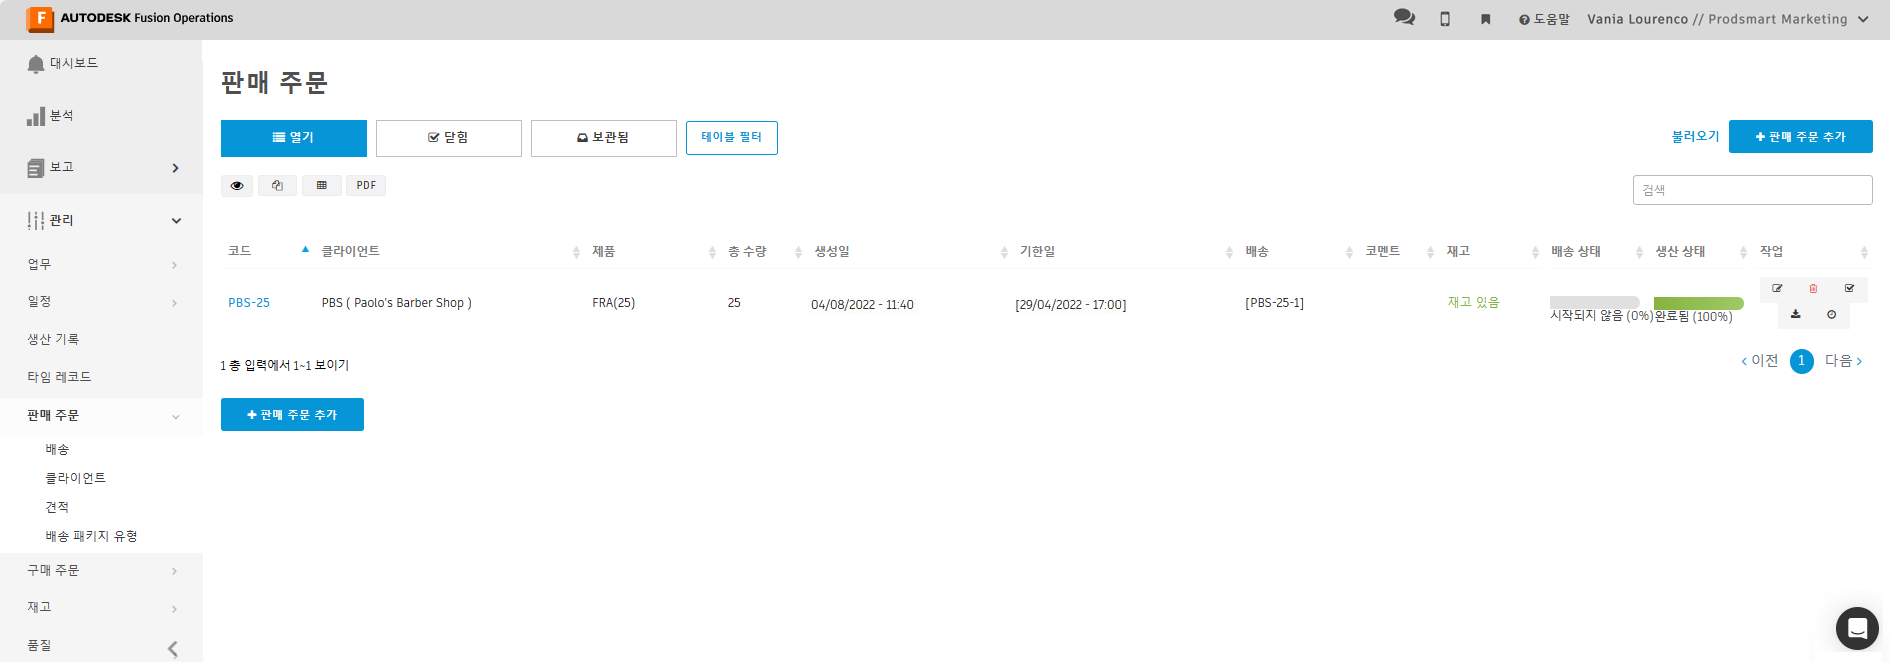 F AUTODESK Fusion Operations
도움말 Vania Lourenco // Prodsmart Marketing
대시보드
분석
보고
관리
업무
일정
생산 기록
타임 레코드
판매 주문
배송
클라이언트
견적
배송 패키지 유형
구매 주문
재고
품질
판매 주문
열기 닫힘 보관됨 테이블 필터 불러오기 판매 주문 추가
PDF 검색
코드 클라이언트 제품 총 수량 생성일 기한일 배송 코멘트 재고 배송 상태 생산 상태 작업
PBS-25 PBS ( Paolo's Barber Shop ) FRA(25) 25 04/08/2022 - 11:40 [29/04/2022 - 17:00] [PBS-25-1] 재고 있음 시작되지 않음 (0%) 완료됨 (100%)
1 총 입력에서 1~1 보이기 이전 1 다음
판매 주문 추가